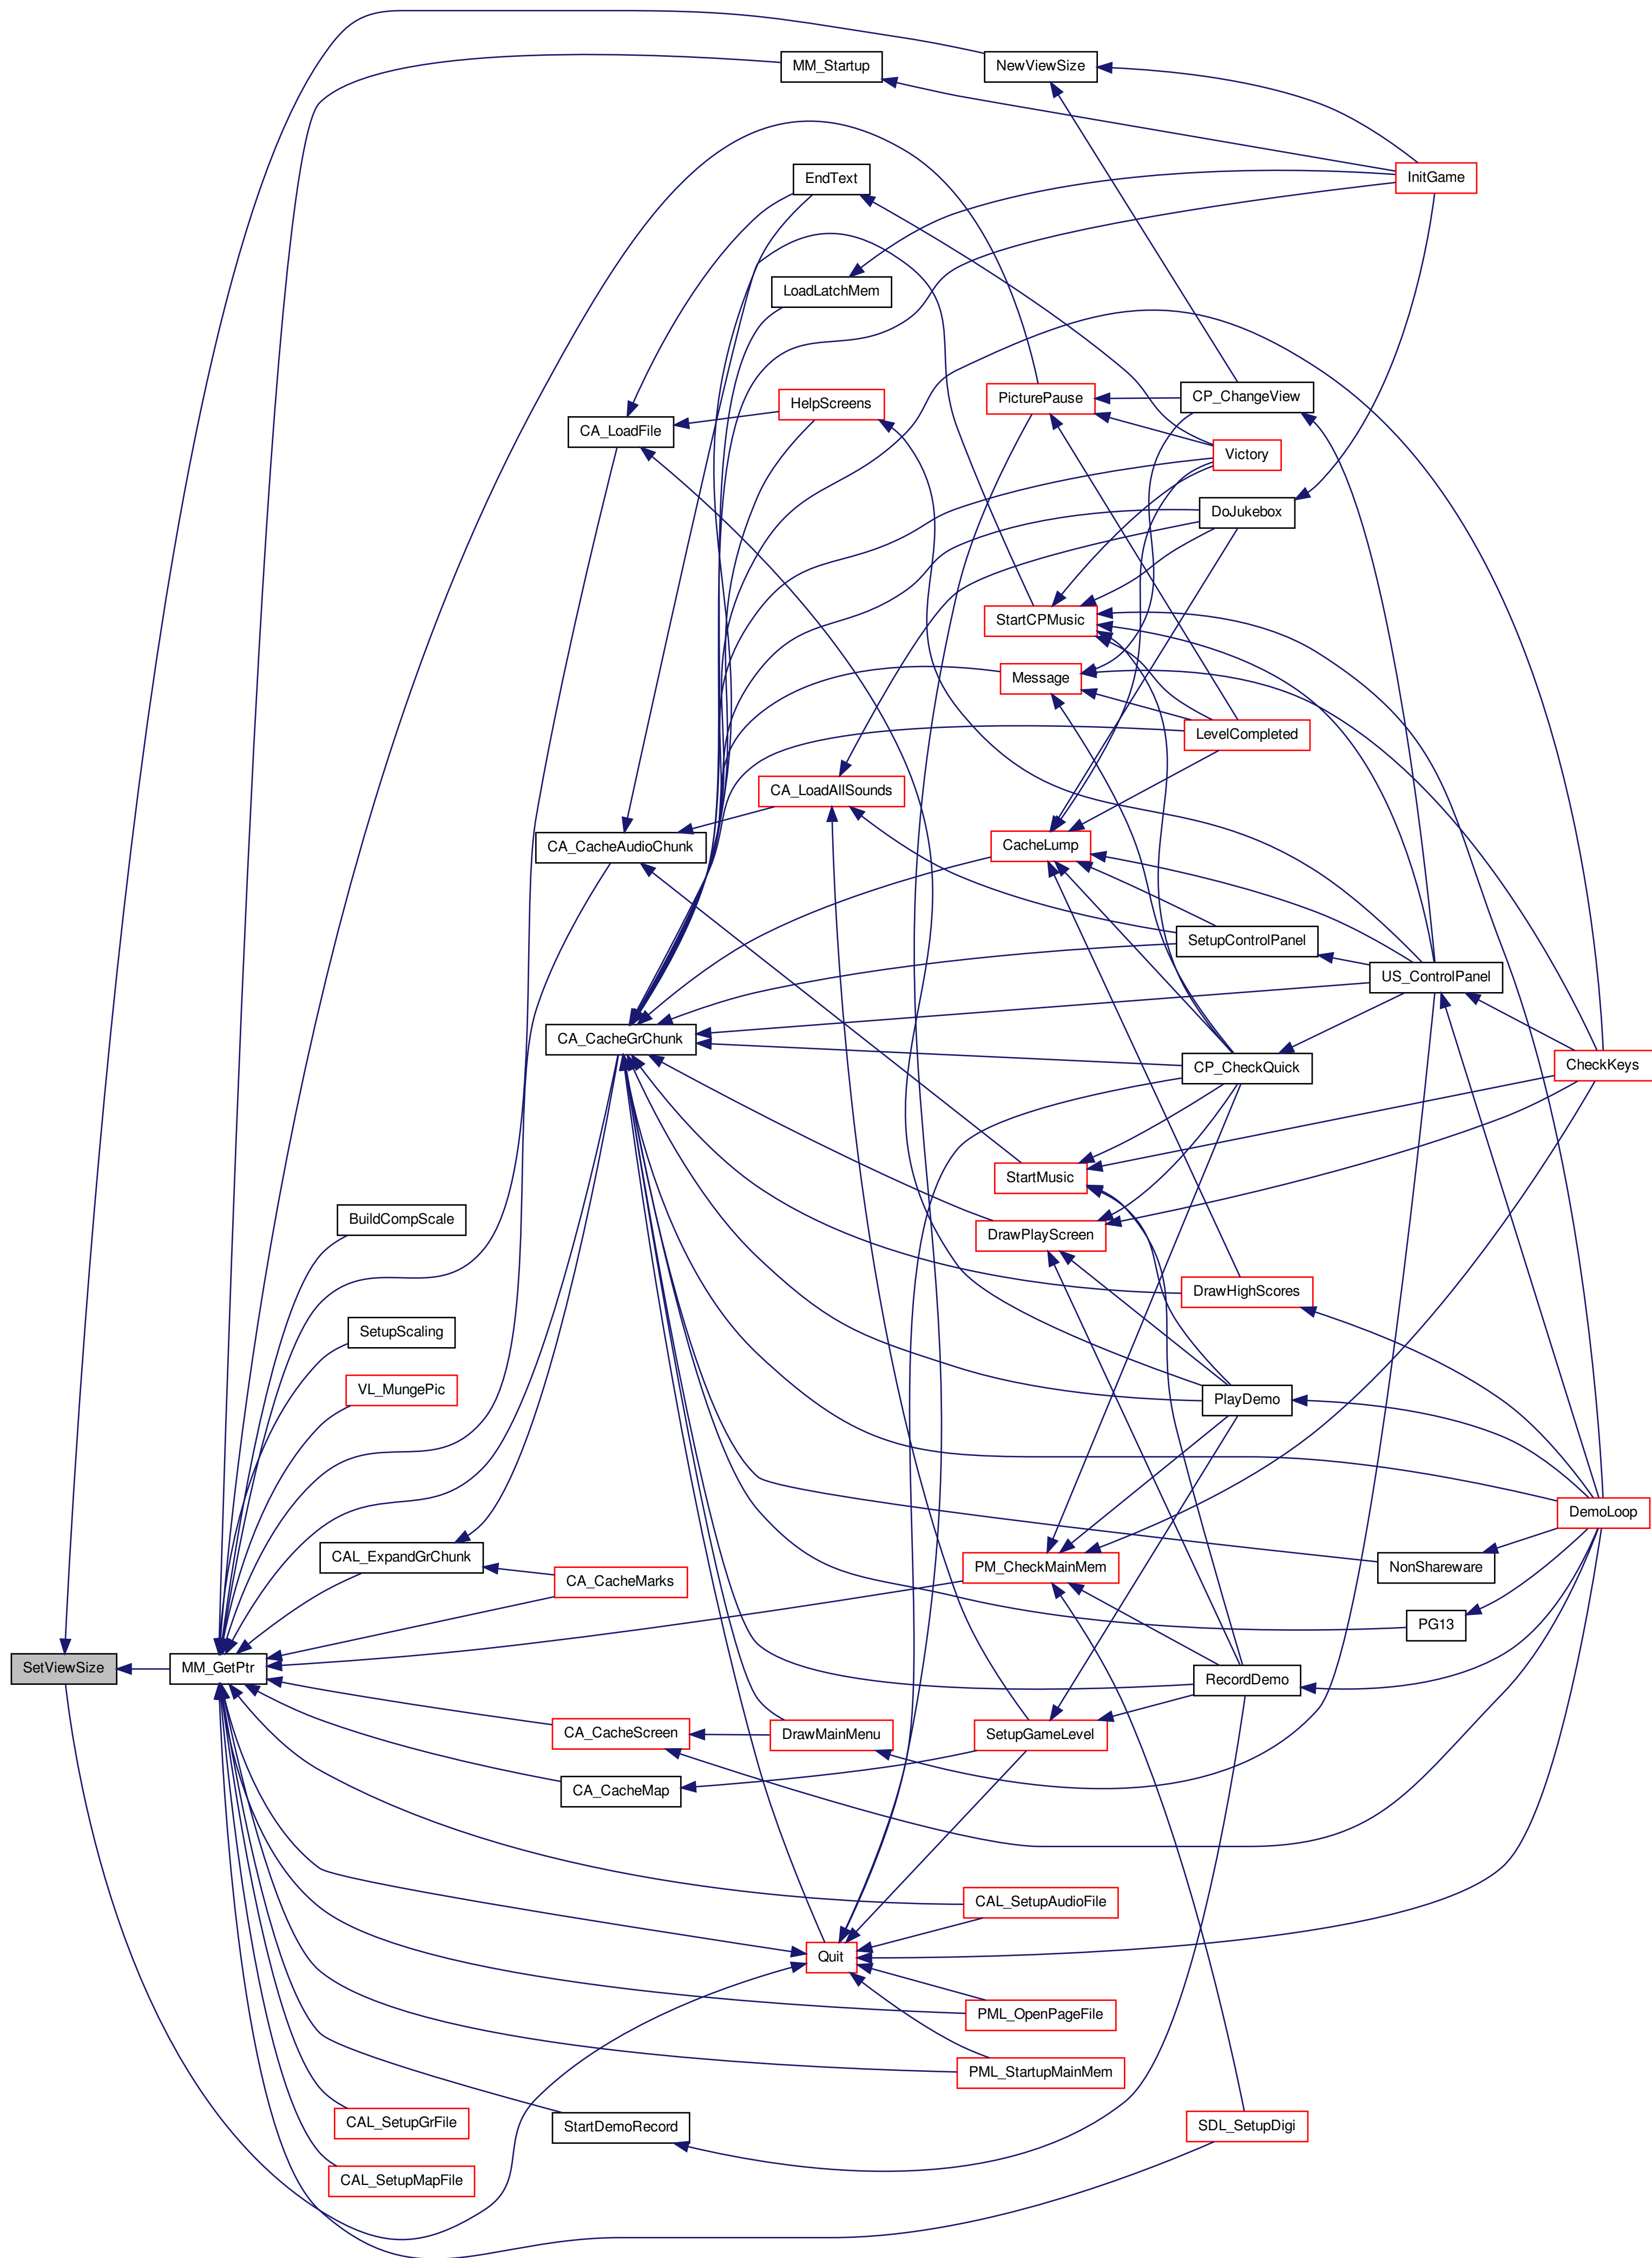 MM_Startup
NewViewSize
EndText
InitGame
LoadLatchMem
HelpScreens
PicturePause
CP_ChangeView
CA_LoadFile
Victory
DoJukebox
StartCPMusic
Message
LevelCompleted
CA_LoadAllSounds
CA_CacheAudioChunk
CacheLump
SetupControlPanel
US_ControlPanel
CA_CacheGrChunk
CP_CheckQuick
CheckKeys
StartMusic
BuildCompScale
DrawPlayScreen
DrawHighScores
SetupScaling
VL_MungePic
PlayDemo
DemoLoop
CAL_ExpandGrChunk
CA_CacheMarks
PM_CheckMainMem
NonShareware
PG13
SetViewSize
MM_GetPtr
RecordDemo
CA_CacheScreen
DrawMainMenu
SetupGameLevel
CA_CacheMap
CAL_SetupAudioFile
Quit
PML_OpenPageFile
PML_StartupMainMem
CAL_SetupGrFile
StartDemoRecord
SDL_SetupDigi
CAL_SetupMapFile